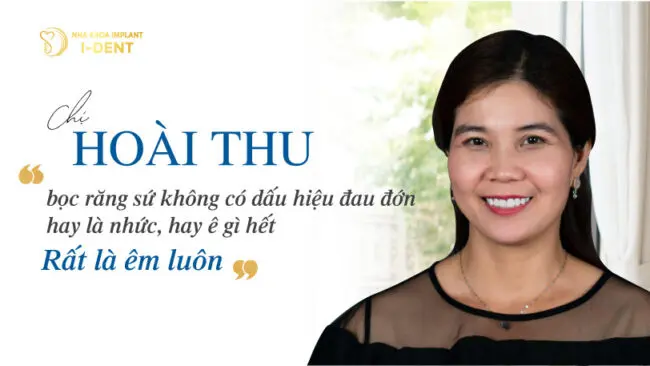 NHA KHOA IMPLANT
I-DENT
Chị
HOÀI THU
“
bọc răng sứ không có dấu hiệu đau đớn
hay là nhức, hay ê gì hết
Rất là êm luôn
”